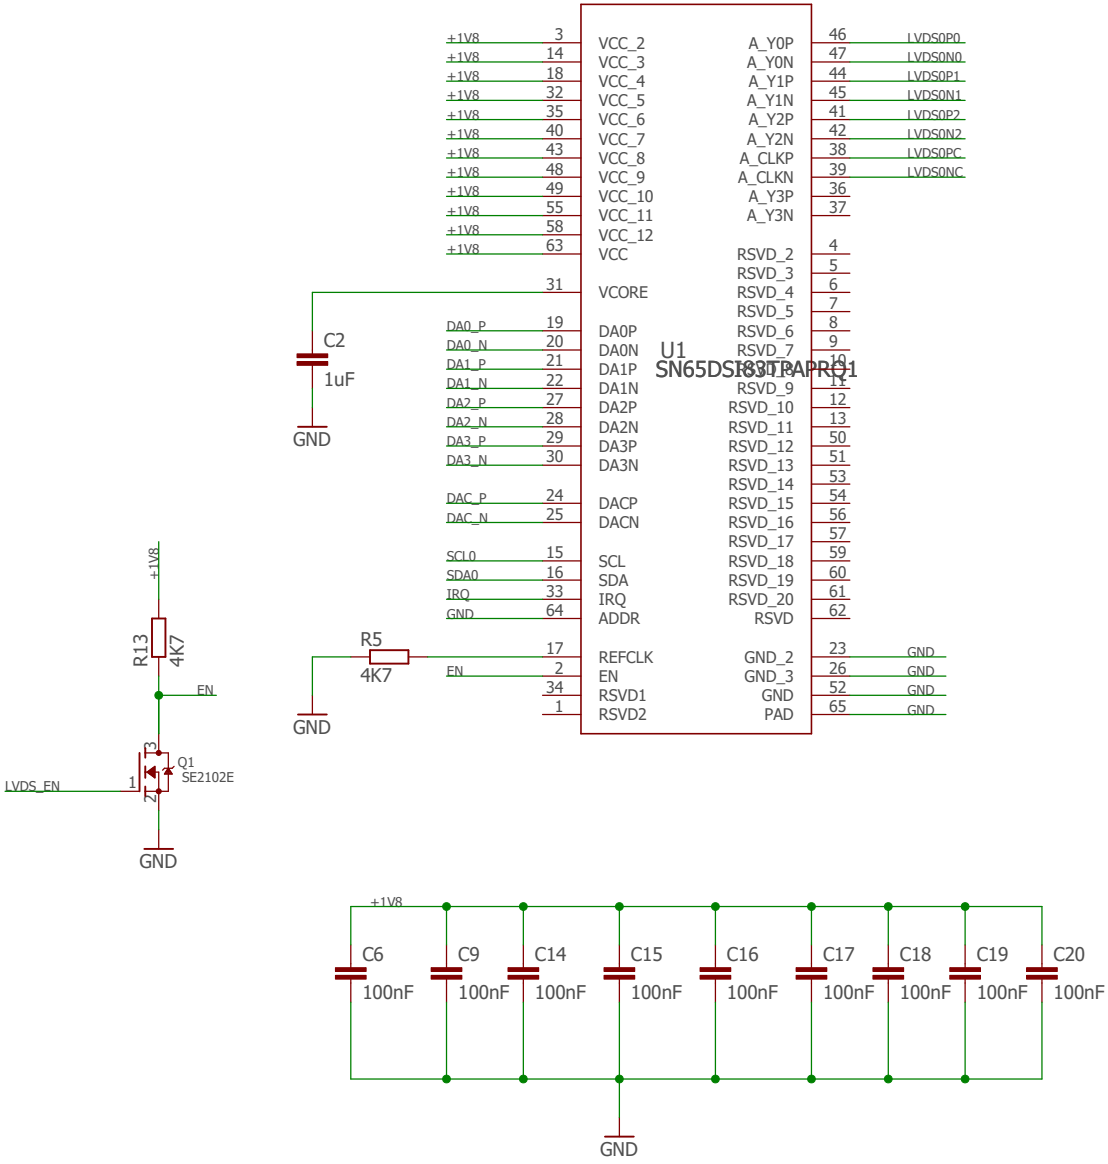 +1V8 3 VCC_2 A_Y0P 46 LVDS0P0
+1V8 14 VCC_3 A_Y0N 47 LVDS0N0
+1V8 18 VCC_4 A_Y1P 44 LVDS0P1
+1V8 32 VCC_5 A_Y1N 45 LVDS0N1
+1V8 35 VCC_6 A_Y2P 41 LVDS0P2
+1V8 40 VCC_7 A_Y2N 42 LVDS0N2
+1V8 43 VCC_8 A_CLKP 38 LVDS0PC
+1V8 48 VCC_9 A_CLKN 39 LVDS0NC
+1V8 49 VCC_10 A_Y3P 36
+1V8 55 VCC_11 A_Y3N 37
+1V8 58 VCC_12
+1V8 63 VCC RSVD_2 4
RSVD_3 5
31 VCORE RSVD_4 6
RSVD_5 7
DA0_P 19 DA0P RSVD_6 8
DA0_N 20 DA0N RSVD_7 9
DA1_P 21 DA1P RSVD_8 10
DA1_N 22 DA1N RSVD_9 11
DA2_P 27 DA2P RSVD_10 12
DA2_N 28 DA2N RSVD_11 13
DA3_P 29 DA3P RSVD_12 50
DA3_N 30 DA3N RSVD_13 51
RSVD_14 53
DAC_P 24 DACP RSVD_15 54
DAC_N 25 DACN RSVD_16 56
RSVD_17 57
SCL0 15 SCL RSVD_18 59
SDA0 16 SDA RSVD_19 60
IRQ 33 IRQ RSVD_20 61
GND 64 ADDR RSVD 62
17 REFCLK GND_2 23 GND
EN 2 EN GND_3 26 GND
34 RSVD1 GND 52 GND
1 RSVD2 PAD 65 GND
U1
SN65DSI83TPAPRQ1
C2
1uF
GND
R5
4K7
GND
+1V8
R13
4K7
EN
3
Q1
SE2102E
LVDS_EN 1
2
GND
+1V8
C6 C9 C14 C15 C16 C17 C18 C19 C20
100nF 100nF 100nF 100nF 100nF 100nF 100nF 100nF 100nF
GND